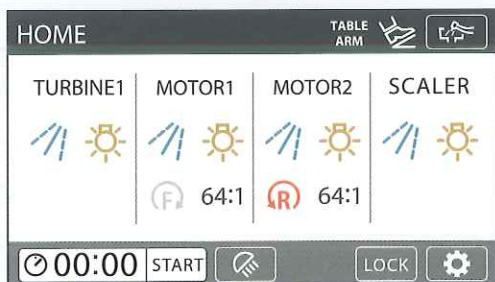 HOME
TABLE
ARM
TURBINE1 MOTOR1 MOTOR2 SCALER
F 64:1 R 64:1
00:00 START LOCK